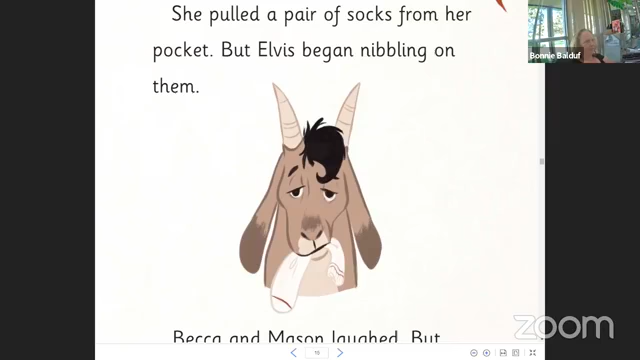 She pulled a pair of socks from her
pocket. But Elvis began nibbling on
them.
Becca and Mason laughed. But
Bonnie Balduf
zoom